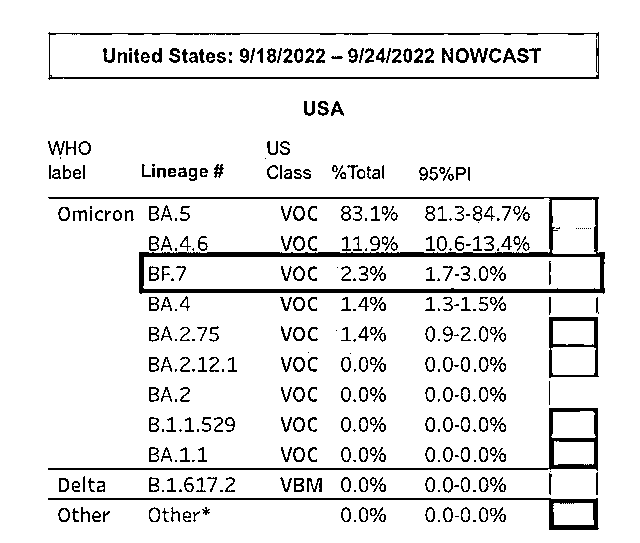 United States: 9/18/2022 – 9/24/2022 NOWCAST
USA
WHO label Lineage # US Class %Total 95%PI
Omicron BA.5 VOC 83.1% 81.3-84.7%
BA.4.6 VOC 11.9% 10.6-13.4%
BF.7 VOC 2.3% 1.7-3.0%
BA.4 VOC 1.4% 1.3-1.5%
BA.2.75 VOC 1.4% 0.9-2.0%
BA.2.12.1 VOC 0.0% 0.0-0.0%
BA.2 VOC 0.0% 0.0-0.0%
B.1.1.529 VOC 0.0% 0.0-0.0%
BA.1.1 VOC 0.0% 0.0-0.0%
Delta B.1.617.2 VBM 0.0% 0.0-0.0%
Other Other* 0.0% 0.0-0.0%